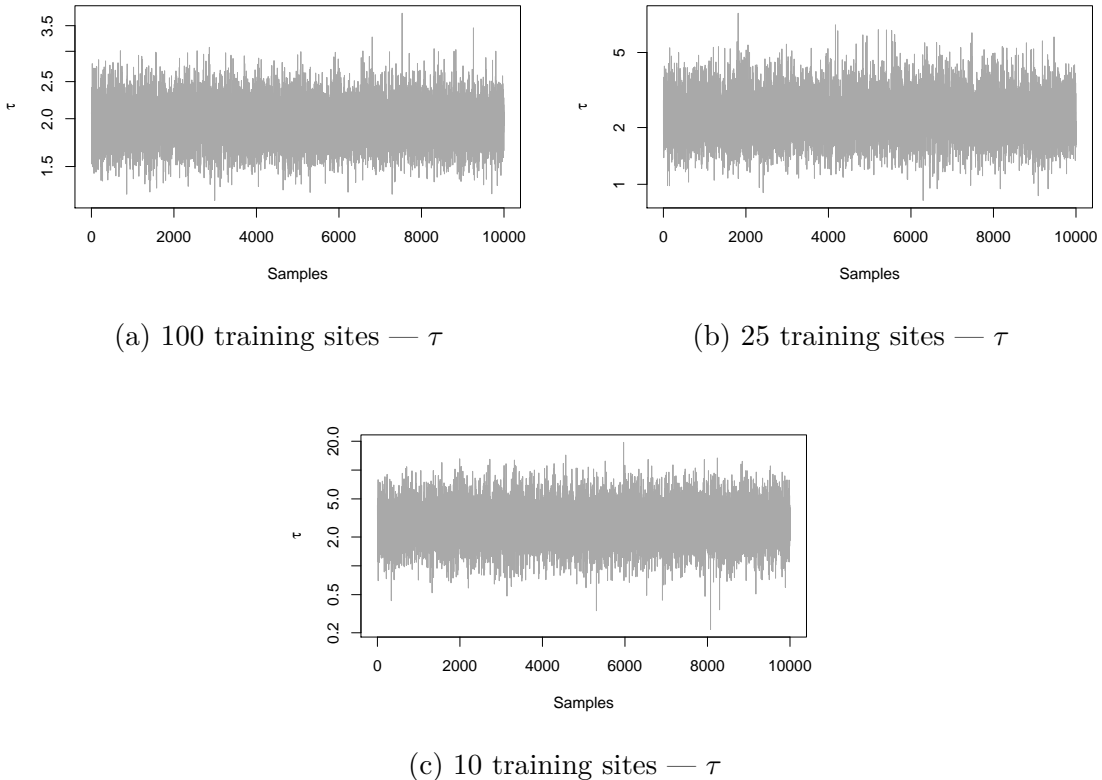 3.5
2.5
2.0
1.5
τ
0 2000 4000 6000 8000 10000
Samples
(a) 100 training sites — τ
5
2
1
τ
0 2000 4000 6000 8000 10000
Samples
(b) 25 training sites — τ
20.0
5.0
2.0
0.5
0.2
τ
0 2000 4000 6000 8000 10000
Samples
(c) 10 training sites — τ